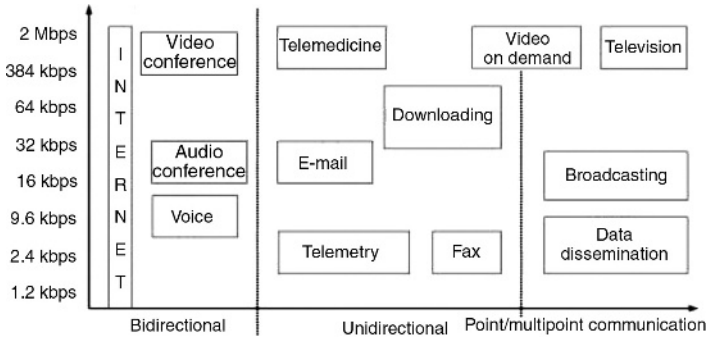 2 Mbps
384 kbps
64 kbps
32 kbps
16 kbps
9.6 kbps
2.4 kbps
1.2 kbps
I
N
T
E
R
N
E
T
Video
conference
Audio
conference
Voice
Telemedicine
Downloading
E-mail
Telemetry
Fax
Video
on demand
Television
Broadcasting
Data
dissemination
Bidirectional
Unidirectional
Point/multipoint communication